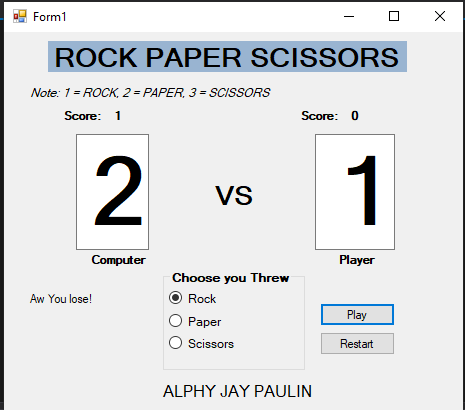 Form1
ROCK PAPER SCISSORS
Note: 1 = ROCK, 2 = PAPER, 3 = SCISSORS
Score: 1 Score: 0
2 vs 1
Computer Player
Choose you Threw
Aw You lose!
Rock
Paper
Scissors
Play
Restart
ALPHY JAY PAULIN